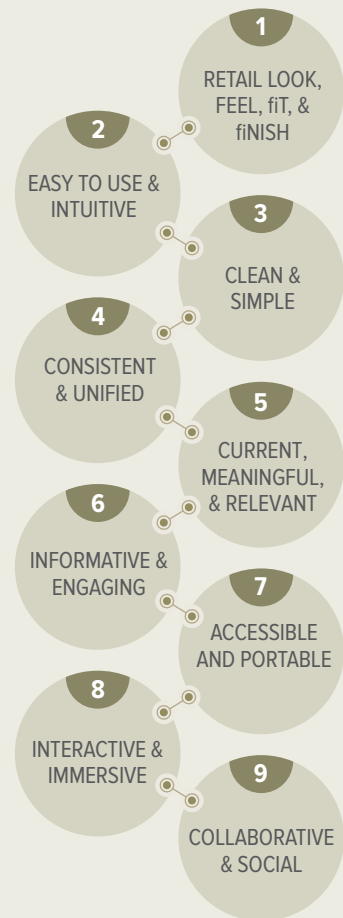 1
RETAIL LOOK,
FEEL, fiT, &
fiNISH
2
EASY TO USE &
INTUITIVE
3
CLEAN &
SIMPLE
4
CONSISTENT
& UNIFIED
5
CURRENT,
MEANINGFUL,
& RELEVANT
6
INFORMATIVE &
ENGAGING
7
ACCESSIBLE
AND PORTABLE
8
INTERACTIVE &
IMMERSIVE
9
COLLABORATIVE
& SOCIAL